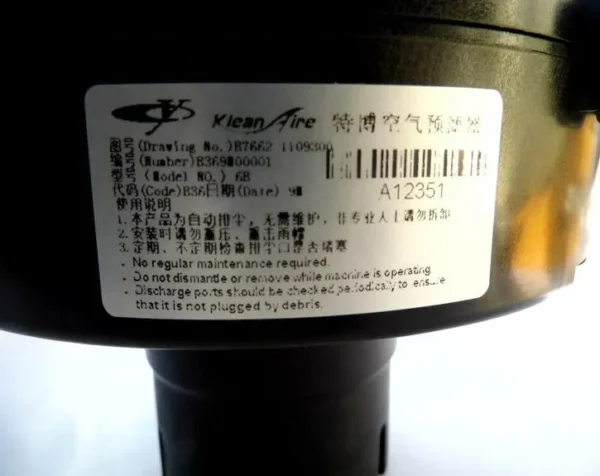 Klean Aire 特博空气预滤器
图号(Drawing No.)B7662 1109300
编号(Number)B369M00001
型号(Model NO.) 6B
代码(Code)B36日期(Date) 9M
A12351
使用说明
1.本产品为自动排尘，无需维护，非专业人士请勿拆卸
2.安装时请勿重压、重击雨帽
3.定期、不定期检查排尘口是否堵塞
. No regular maintenance required.
. Do not dismantle or remove while machine is operating
. Discharge ports should be checked periodically to ensure
that it is not plugged by debris.